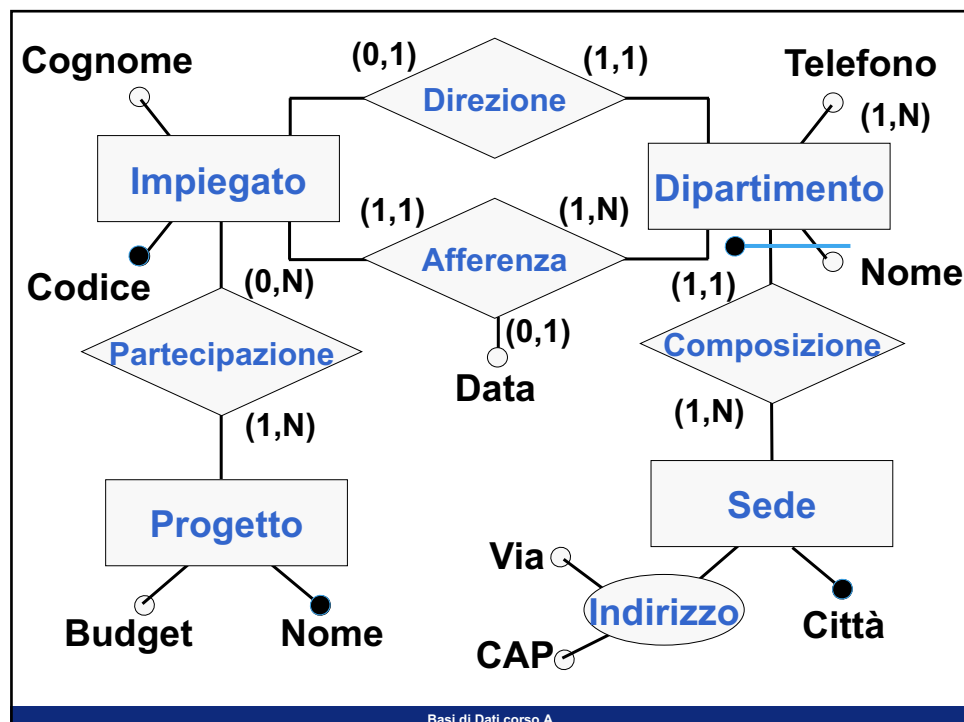 Cognome
(0,1)
(1,1)
Telefono
Direzione
(1,N)
Impiegato
Dipartimento
(1,1)
(1,N)
Afferenza
Codice
(0,N)
(1,1)
Nome
Partecipazione
(0,1)
Composizione
Data
(1,N)
(1,N)
Progetto
Sede
Via
Indirizzo
Budget
Nome
Città
CAP
Basi di Dati corso A